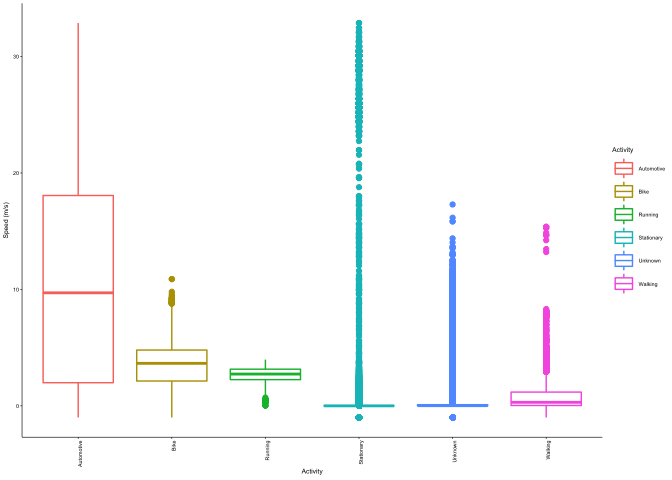 Speed (m/s)
30
20
10
0
Automotive
Bike
Running
Stationary
Unknown
Walking
Activity
Activity
Automotive
Bike
Running
Stationary
Unknown
Walking